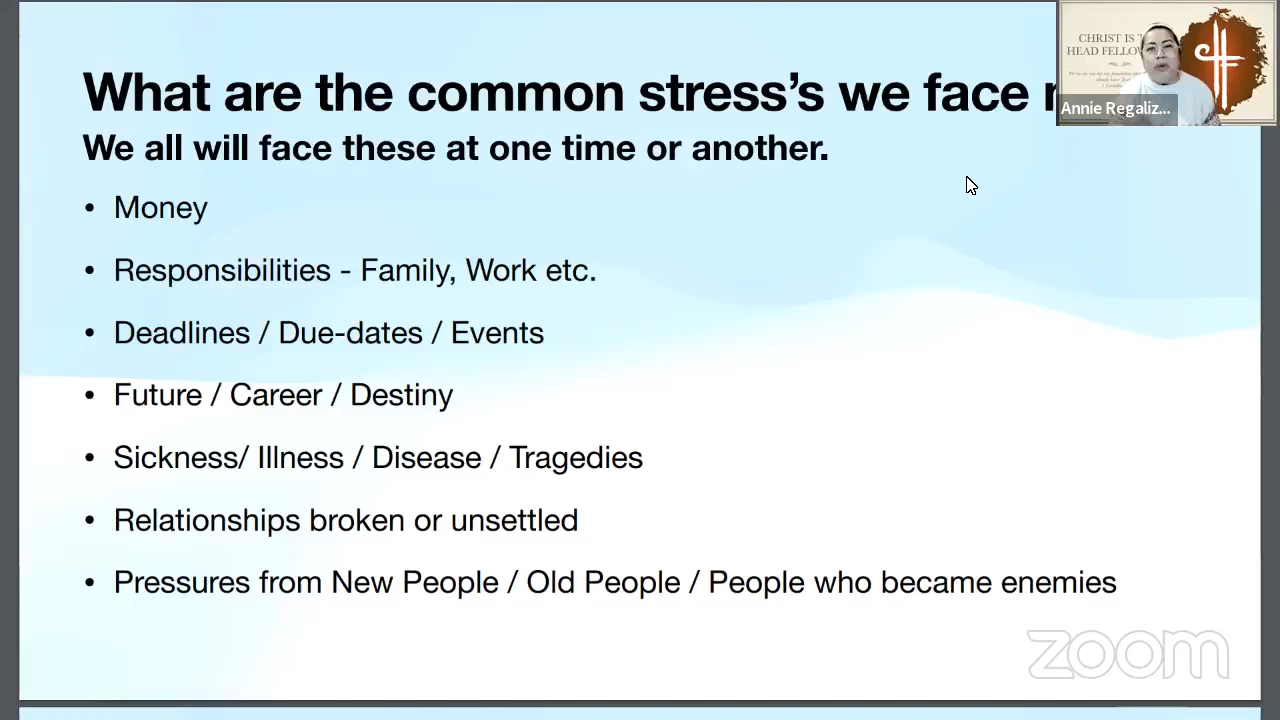 What are the common stress's we face
We all will face these at one time or another.
• Money
• Responsibilities - Family, Work etc.
• Deadlines / Due-dates / Events
• Future / Career / Destiny
• Sickness/ Illness / Disease / Tragedies
• Relationships broken or unsettled
• Pressures from New People / Old People / People who became enemies
CHRIST IS
HEAD FELLO
Annie Regaliz...
zoom